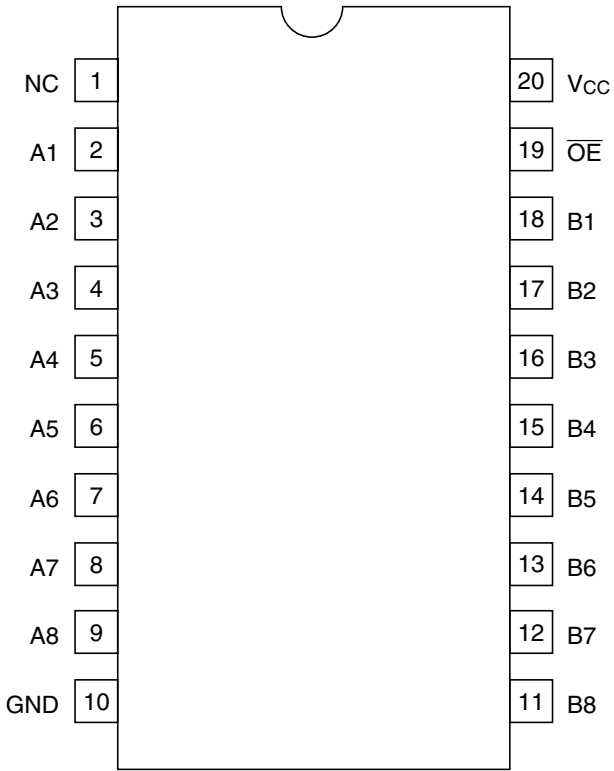 NC 1 20 VCC
A1 2 19 O̅E̅
A2 3 18 B1
A3 4 17 B2
A4 5 16 B3
A5 6 15 B4
A6 7 14 B5
A7 8 13 B6
A8 9 12 B7
GND 10 11 B8